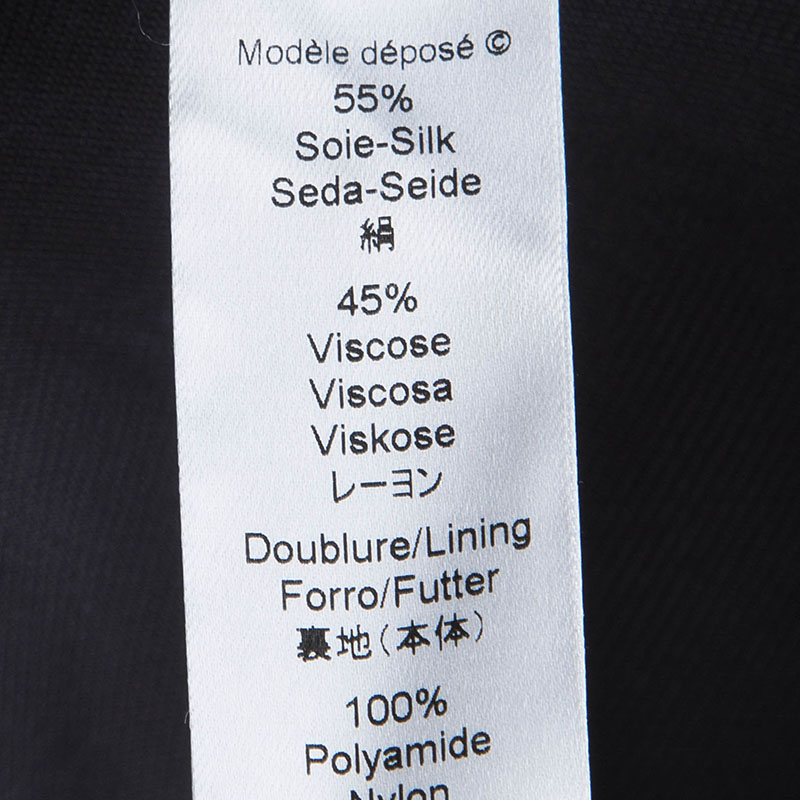 Modèle déposé ©
55%
Soie-Silk
Seda-Seide
絹
45%
Viscose
Viscosa
Viskose
レーヨン
Doublure/Lining
Forro/Futter
裏地(本体)
100%
Polyamide
Nylon